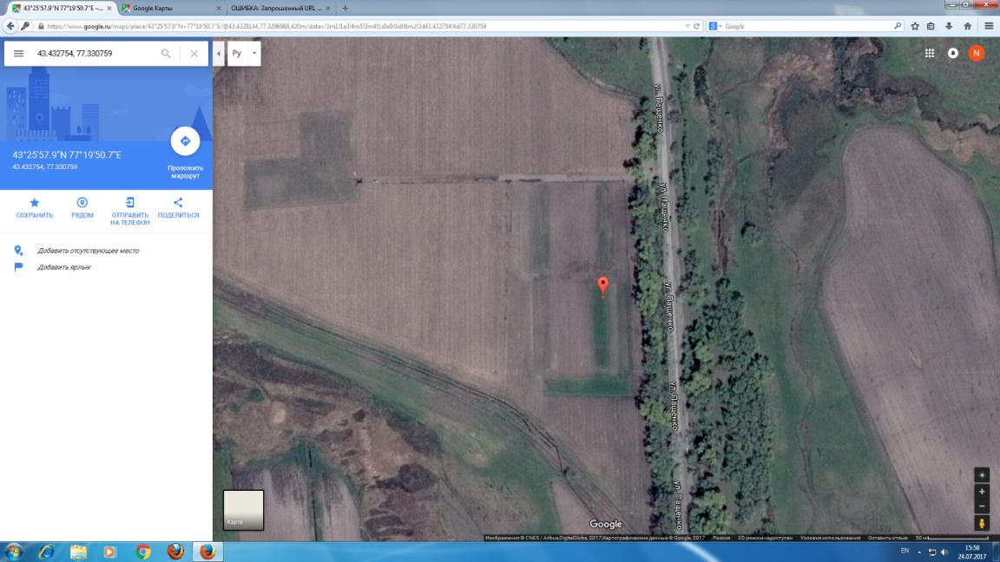 43°25'57.9"N 77°19'50.7"E –...
Google Карты
ОШИБКА: Запрошенный URL ...
https://www.google.ru/maps/place/43°25'57.9"N+77°19'50.7"E/@43.4328144,77.3296968,420m/data=!3m1!1e3!4m5!3m4!1s0x0:0x0!8m2!3d43.432754!4d77.330759
Google
43.432754, 77.330759
Ру
N
43°25'57.9"N 77°19'50.7"E
43.432754, 77.330759
Проложить
маршрут
СОХРАНИТЬ
РЯДОМ
ОТПРАВИТЬ
НА ТЕЛЕФОН
ПОДЕЛИТЬСЯ
Добавить отсутствующее место
Добавить ярлык
ул. Пащенко
ул. Пащенко
ул. Пащенко
ул. Пащенко
ул. Пащенко
Карта
Google
Изображения © CNES / Airbus,DigitalGlobe, 2017,Картографические данные © Google, 2017 Россия 3D-режим недоступен Условия использования Оставить отзыв 50 м
EN
15:58
24.07.2017